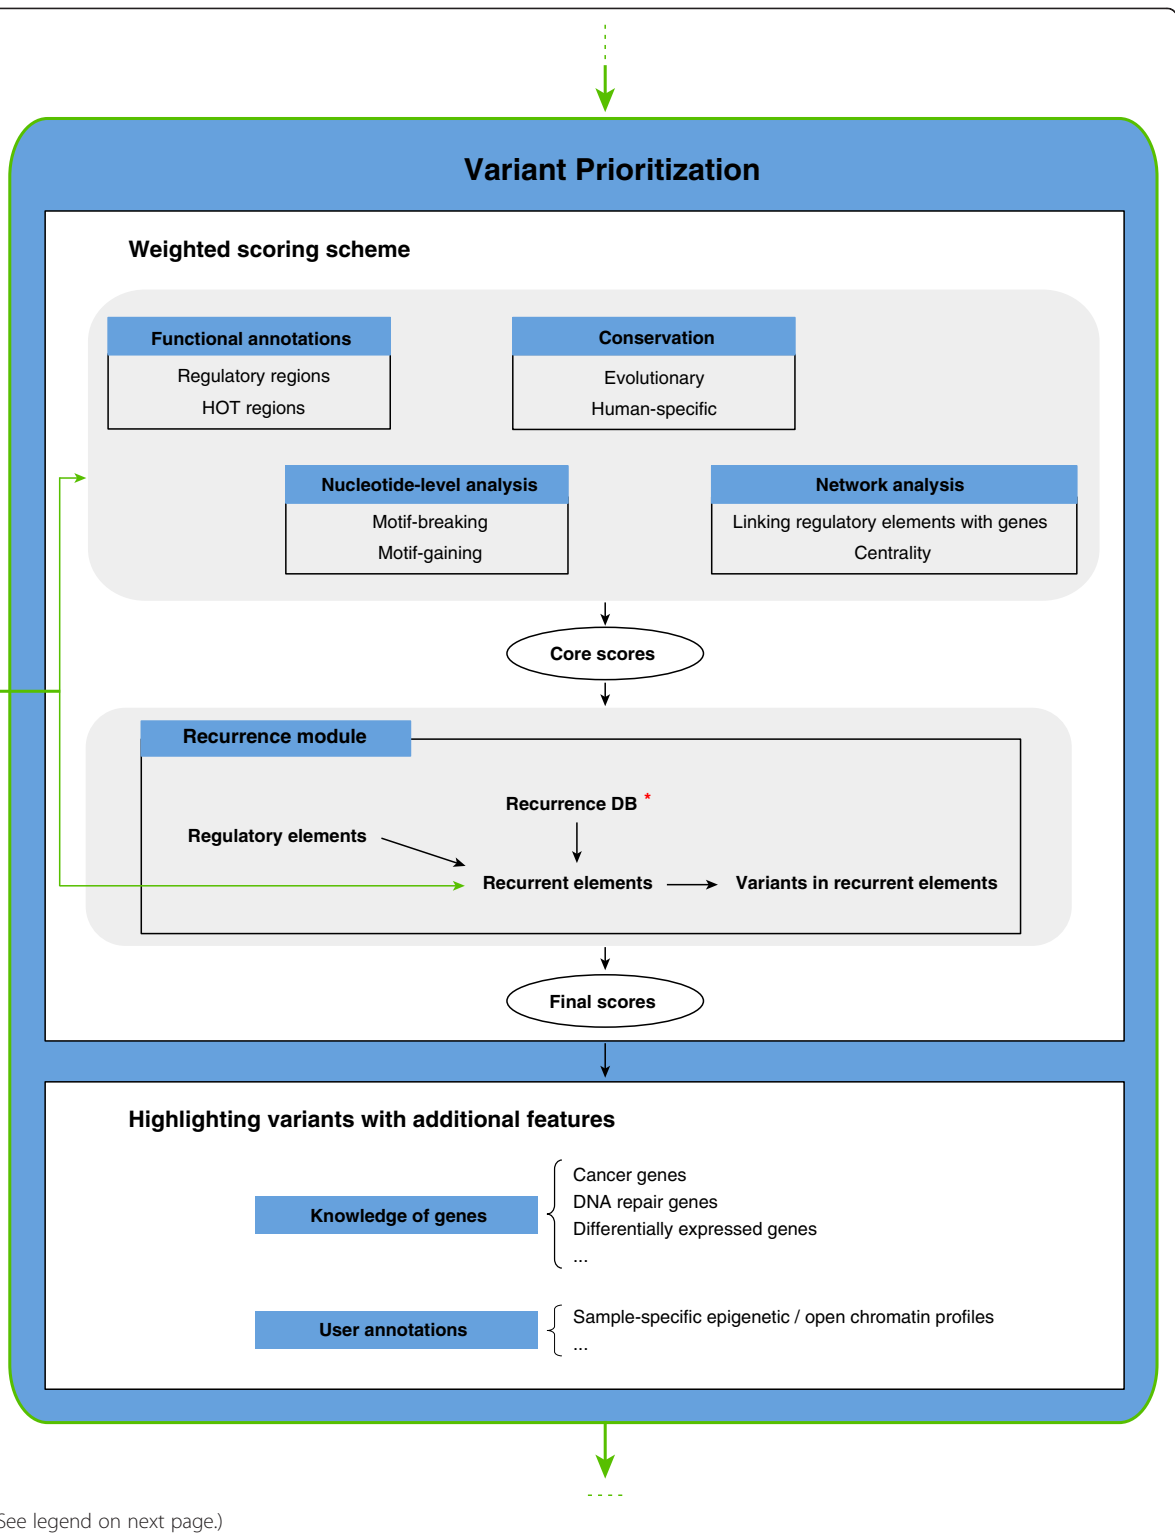 Variant Prioritization
Weighted scoring scheme
Functional annotations
Regulatory regions
HOT regions
Conservation
Evolutionary
Human-specific
Nucleotide-level analysis
Motif-breaking
Motif-gaining
Network analysis
Linking regulatory elements with genes
Centrality
Core scores
Recurrence module
Recurrence DB *
Regulatory elements
Recurrent elements
Variants in recurrent elements
Final scores
Highlighting variants with additional features
Knowledge of genes
Cancer genes
DNA repair genes
Differentially expressed genes
...
User annotations
Sample-specific epigenetic / open chromatin profiles
...
See legend on next page.)